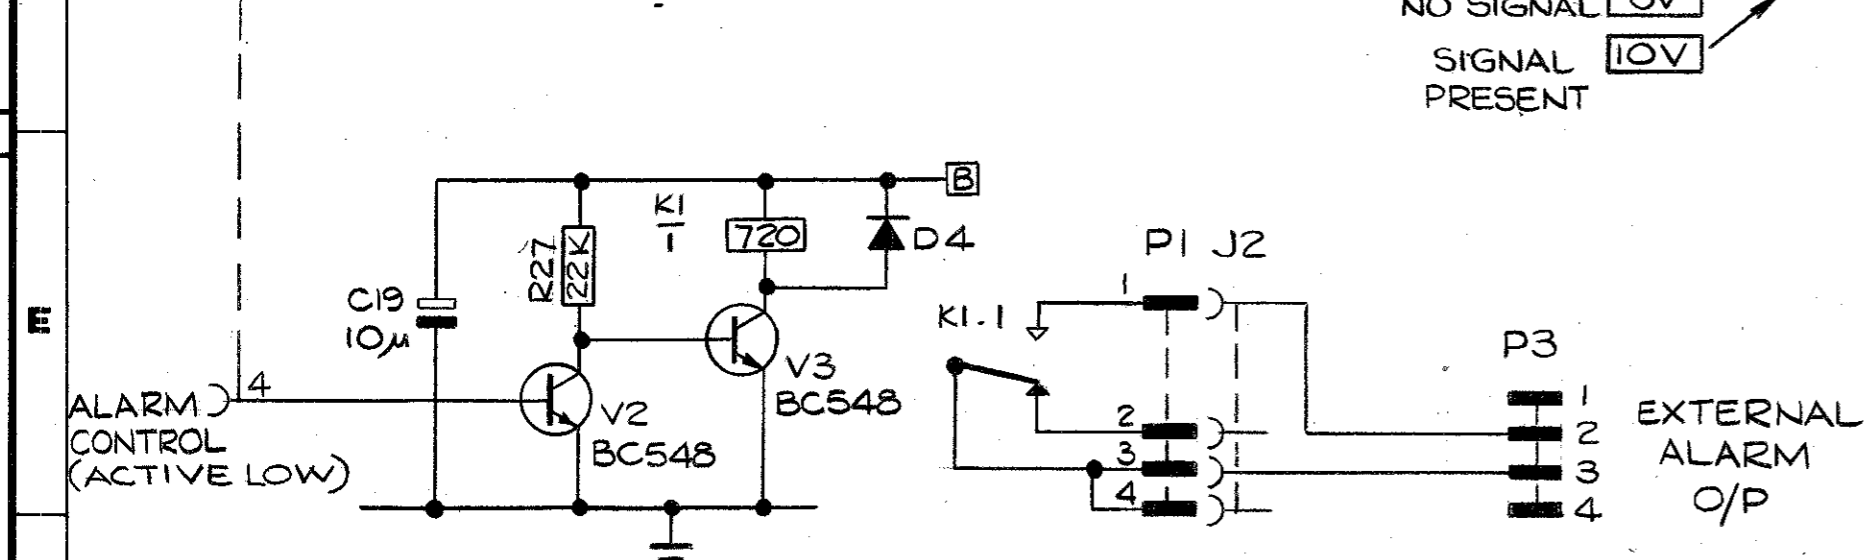 NO SIGNAL 0V
SIGNAL 10V
PRESENT
B
K1
1
720
D4
R27
22K
C19
10μ
E
V3
BC548
4
ALARM
CONTROL
(ACTIVE LOW)
V2
BC548
P1 J2
1
K1.1
2
3
4
P3
1
2
3
4
EXTERNAL
ALARM
O/P